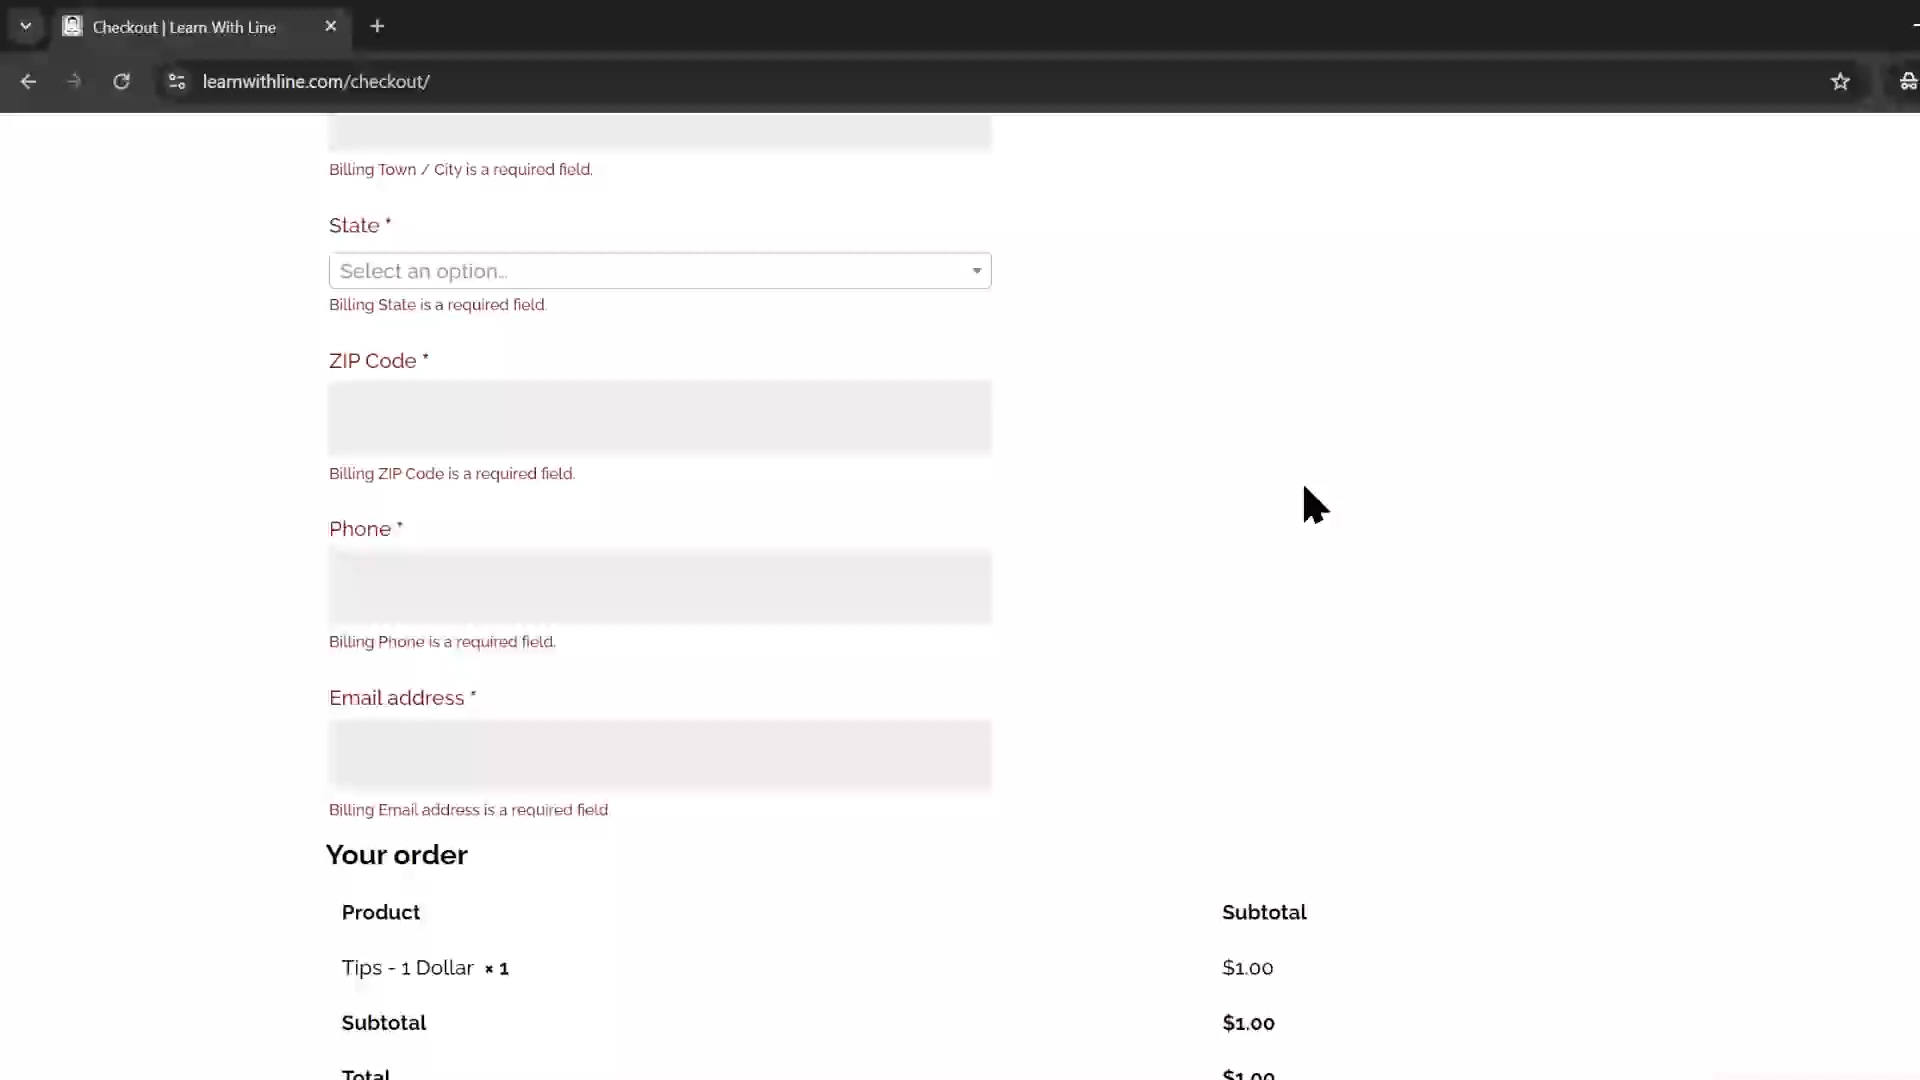 Checkout | Learn With Line
learnwithline.com/checkout/
Billing Town / City is a required field.
State *
Select an option...
Billing State is a required field.
ZIP Code *
Billing ZIP Code is a required field.
Phone *
Billing Phone is a required field.
Email address *
Billing Email address is a required field.
Your order
Product Subtotal
Tips - 1 Dollar × 1 $1.00
Subtotal $1.00
Total $1.00